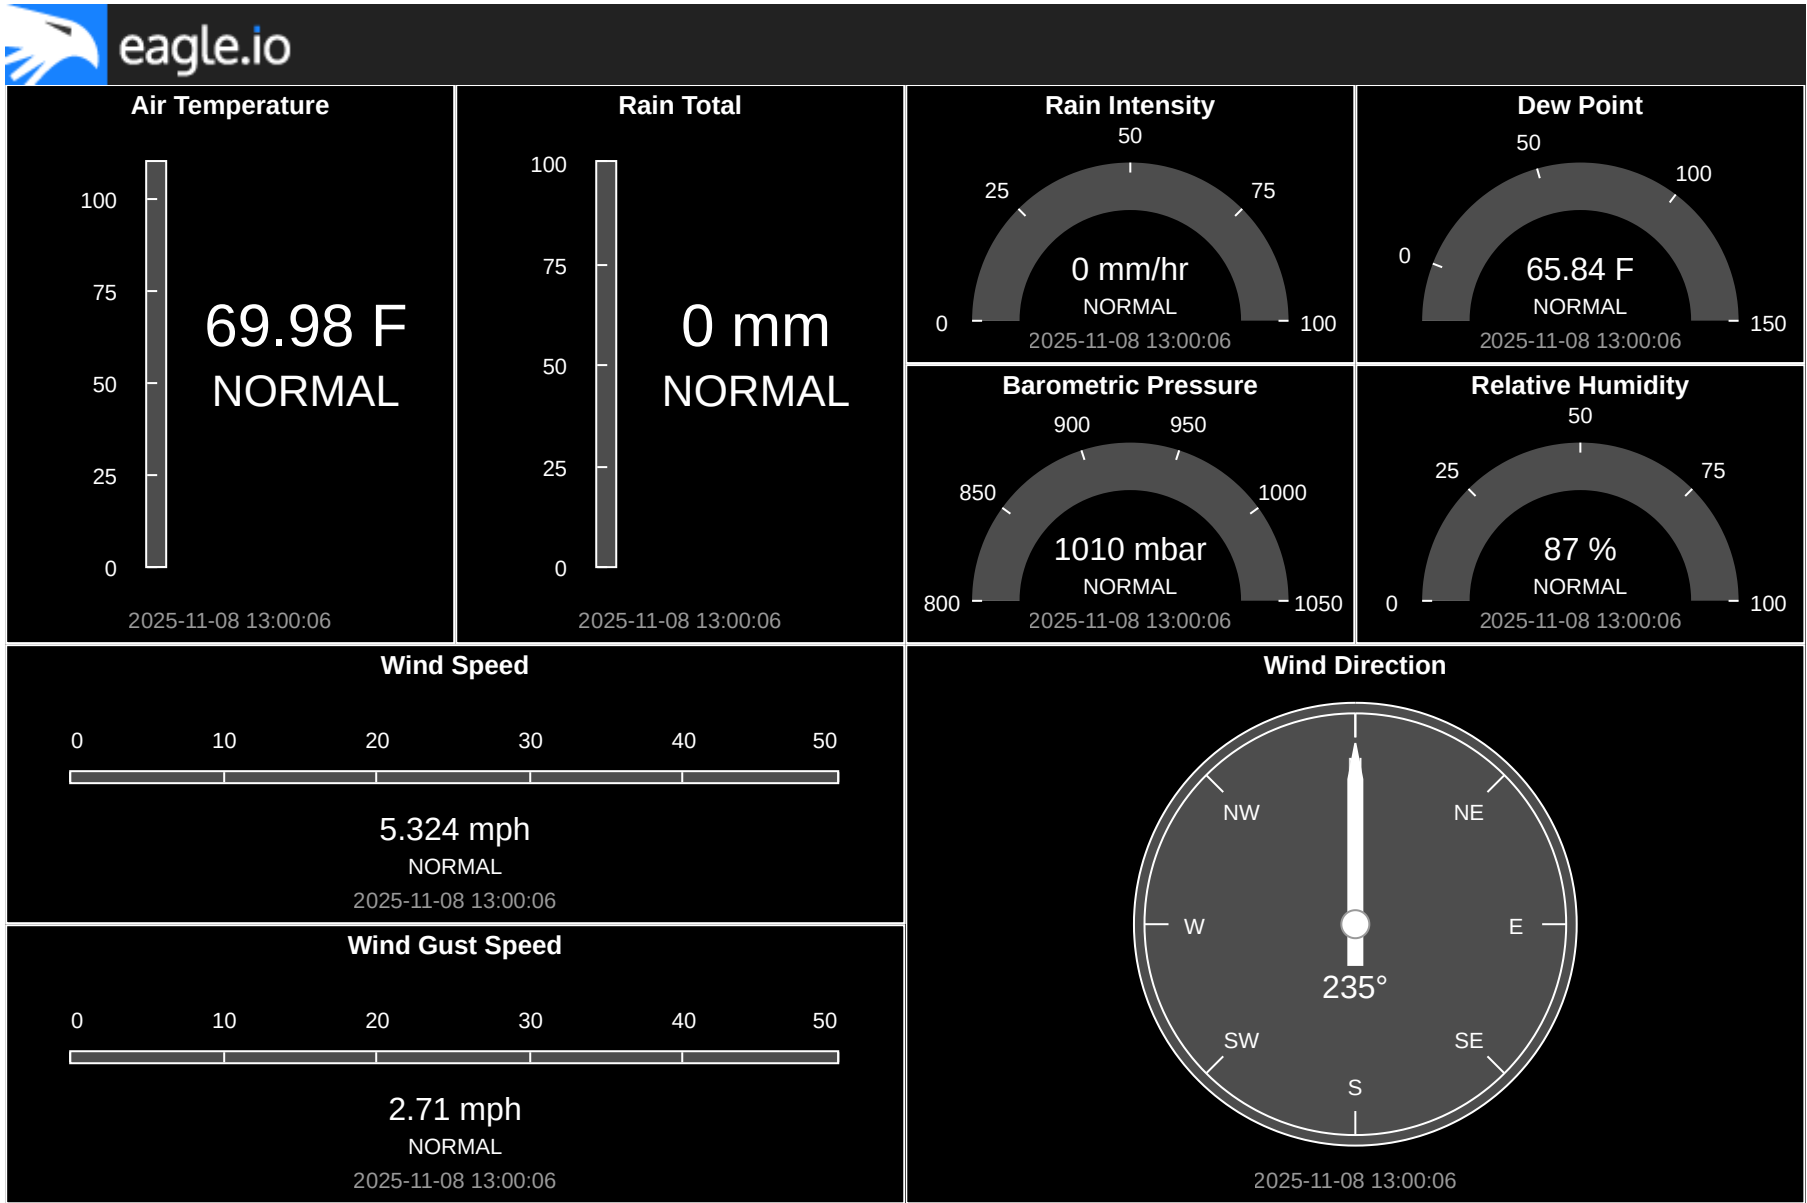 eagle.io
Air Temperature
100
75
50
25
0
69.98 F
NORMAL
2025-11-08 13:00:06
Rain Total
100
75
50
25
0
0 mm
NORMAL
2025-11-08 13:00:06
Rain Intensity
50
25
75
0 mm/hr
NORMAL
0
100
2025-11-08 13:00:06
Dew Point
50
100
0
65.84 F
NORMAL
150
2025-11-08 13:00:06
Barometric Pressure
900
950
850
1000
1010 mbar
NORMAL
800
1050
2025-11-08 13:00:06
Relative Humidity
50
25
75
87 %
NORMAL
0
100
2025-11-08 13:00:06
Wind Speed
0 10 20 30 40 50
5.324 mph
NORMAL
2025-11-08 13:00:06
Wind Gust Speed
0 10 20 30 40 50
2.71 mph
NORMAL
2025-11-08 13:00:06
Wind Direction
NW NE
W E
235°
SW SE
S
2025-11-08 13:00:06